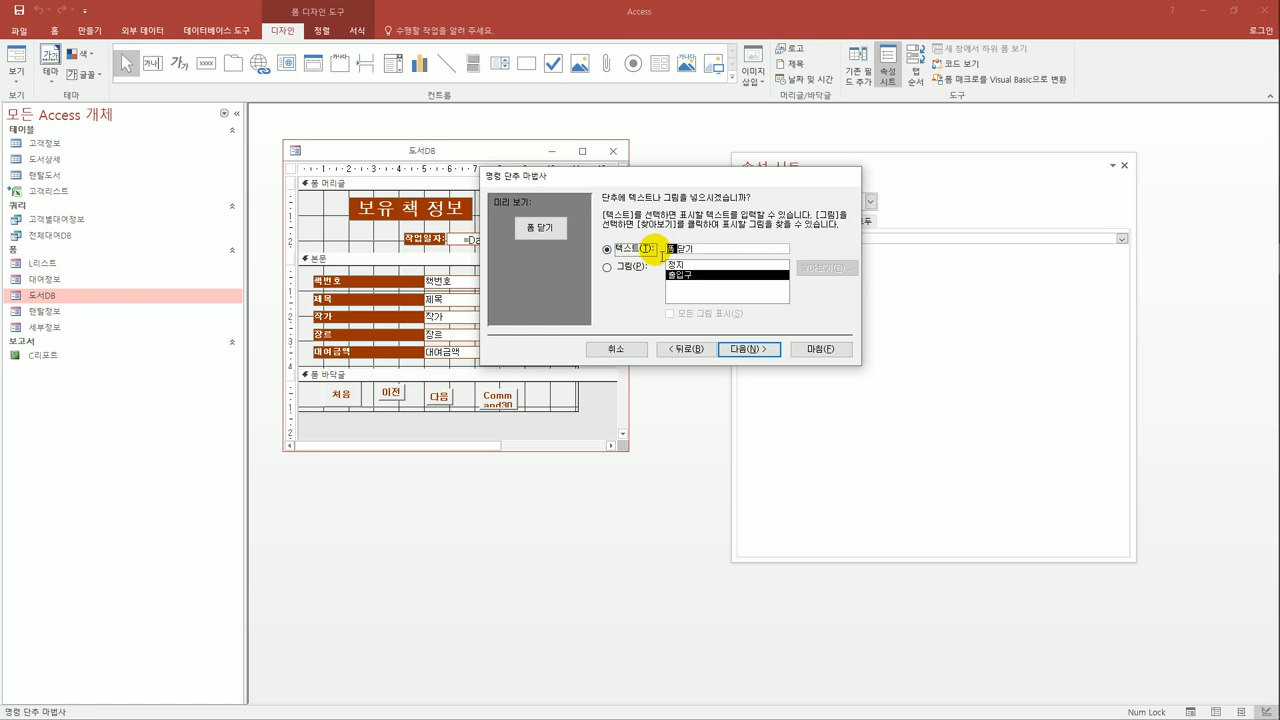 폼 디자인 도구
Access
?
파일
홈
만들기
외부 데이터
데이터베이스 도구
디자인
정렬
서식
수행할 작업을 알려 주세요.
로그인
보기
테마
색
글꼴
이미지 삽입
로고
제목
날짜 및 시간
기존 필드 추가
속성 시트
탭 순서
새 창에서 하위 폼 보기
코드 보기
폼 매크로를 Visual Basic으로 변환
보기
테마
컨트롤
머리글/바닥글
도구
모든 Access 개체
테이블
고객정보
도서상세
렌탈도서
고객리스트
쿼리
고객별대여정보
전체대여DB
폼
L리스트
대여정보
도서DB
렌탈정보
세부정보
보고서
C리포트
도서DB
폼 머리글
보유 책 정보
작업일자:
=Da
본문
책번호
책번호
제목
제목
작가
작가
장르
장르
대여금액
대여금액
폼 바닥글
처음
이전
다음
Comm
and30
명령 단추 마법사
미리 보기:
폼 닫기
단추에 텍스트나 그림을 넣으시겠습니까?
[텍스트]를 선택하면 표시할 텍스트를 입력할 수 있습니다. [그림]을
선택하면 [찾아보기]를 클릭하며 표시할 그림을 찾을 수 있습니다.
텍스트(T):
폼 닫기
그림(P):
정지
출입구
찾아보기(R)...
모든 그림 표시(S)
취소
< 뒤로(B)
다음(N) >
마침(F)
명령 단추 마법사
Num Lock